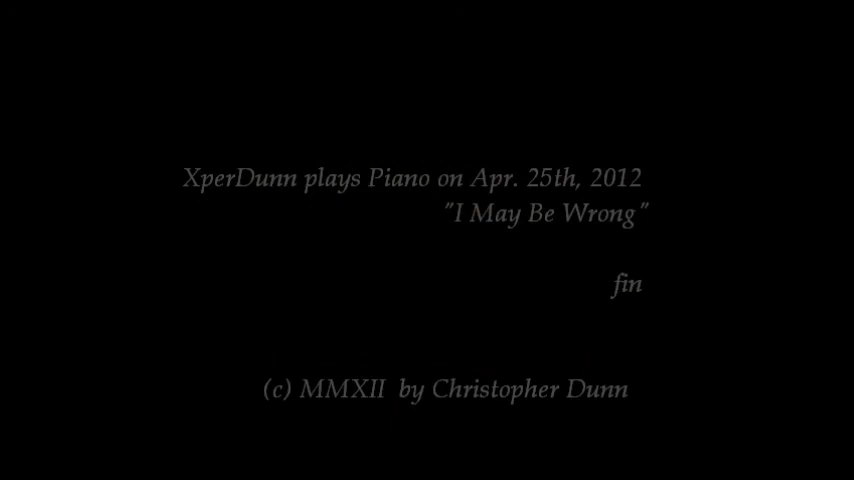 XperDunn plays Piano on Apr. 25th, 2012
"I May Be Wrong"
fin
(c) MMXII by Christopher Dunn